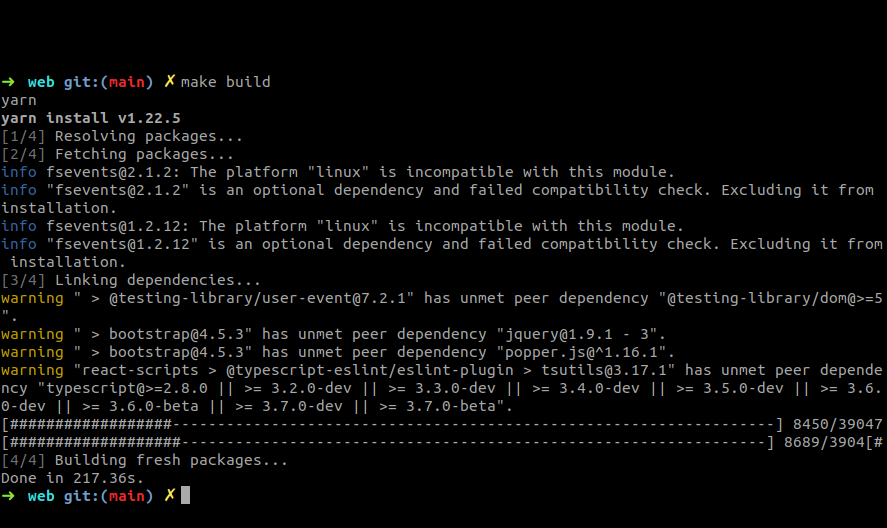 ➜  web git:(main) ✗ make build
yarn
yarn install v1.22.5
[1/4] Resolving packages...
[2/4] Fetching packages...
info fsevents@2.1.2: The platform "linux" is incompatible with this module.
info "fsevents@2.1.2" is an optional dependency and failed compatibility check. Excluding it from
installation.
info fsevents@1.2.12: The platform "linux" is incompatible with this module.
info "fsevents@1.2.12" is an optional dependency and failed compatibility check. Excluding it from
 installation.
[3/4] Linking dependencies...
warning " > @testing-library/user-event@7.2.1" has unmet peer dependency "@testing-library/dom@>=5
".
warning " > bootstrap@4.5.3" has unmet peer dependency "jquery@1.9.1 - 3".
warning " > bootstrap@4.5.3" has unmet peer dependency "popper.js@^1.16.1".
warning "react-scripts > @typescript-eslint/eslint-plugin > tsutils@3.17.1" has unmet peer depende
ncy "typescript@>=2.8.0 || >= 3.2.0-dev || >= 3.3.0-dev || >= 3.4.0-dev || >= 3.5.0-dev || >= 3.6.
0-dev || >= 3.6.0-beta || >= 3.7.0-dev || >= 3.7.0-beta".
[##################-------------------------------------------------------------------] 8450/39047
[###################-----------------------------------------------------------------] 8689/3904[#
[4/4] Building fresh packages...
Done in 217.36s.
➜  web git:(main) ✗